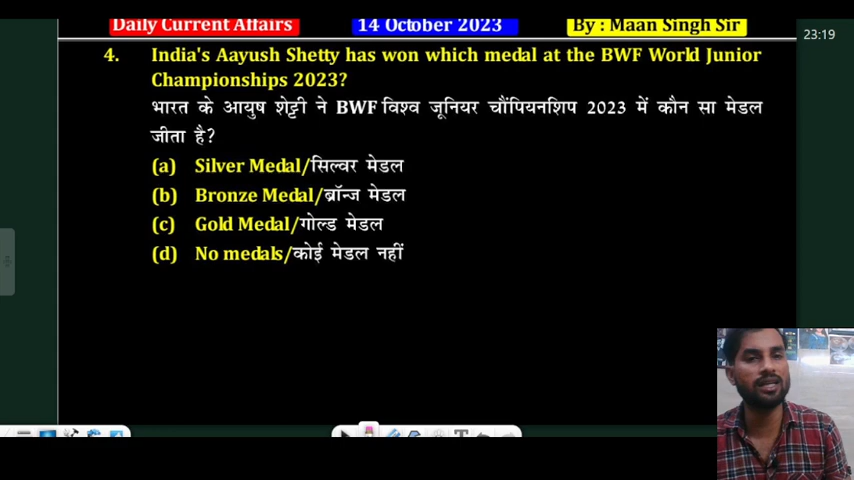 Daily Current Affairs 14 October 2023 By : Maan Singh Sir
23:19
4. India's Aayush Shetty has won which medal at the BWF World Junior
Championships 2023?
भारत के आयुष शेट्टी ने BWF विश्व जूनियर चौंपियनशिप 2023 में कौन सा मेडल
जीता है?
(a) Silver Medal/सिल्वर मेडल
(b) Bronze Medal/ब्रॉन्ज मेडल
(c) Gold Medal/गोल्ड मेडल
(d) No medals/कोई मेडल नहीं